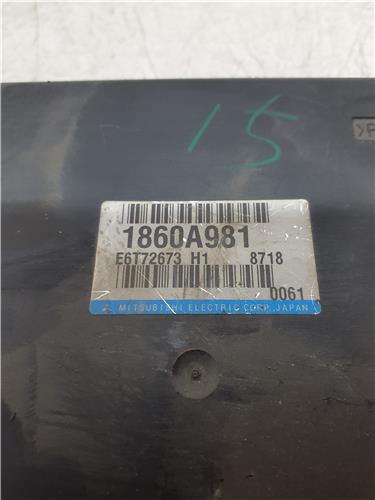 15
>P
1860A981
E6T72673 H1 8718
0061
MITSUBISHI ELECTRIC CORP. JAPAN